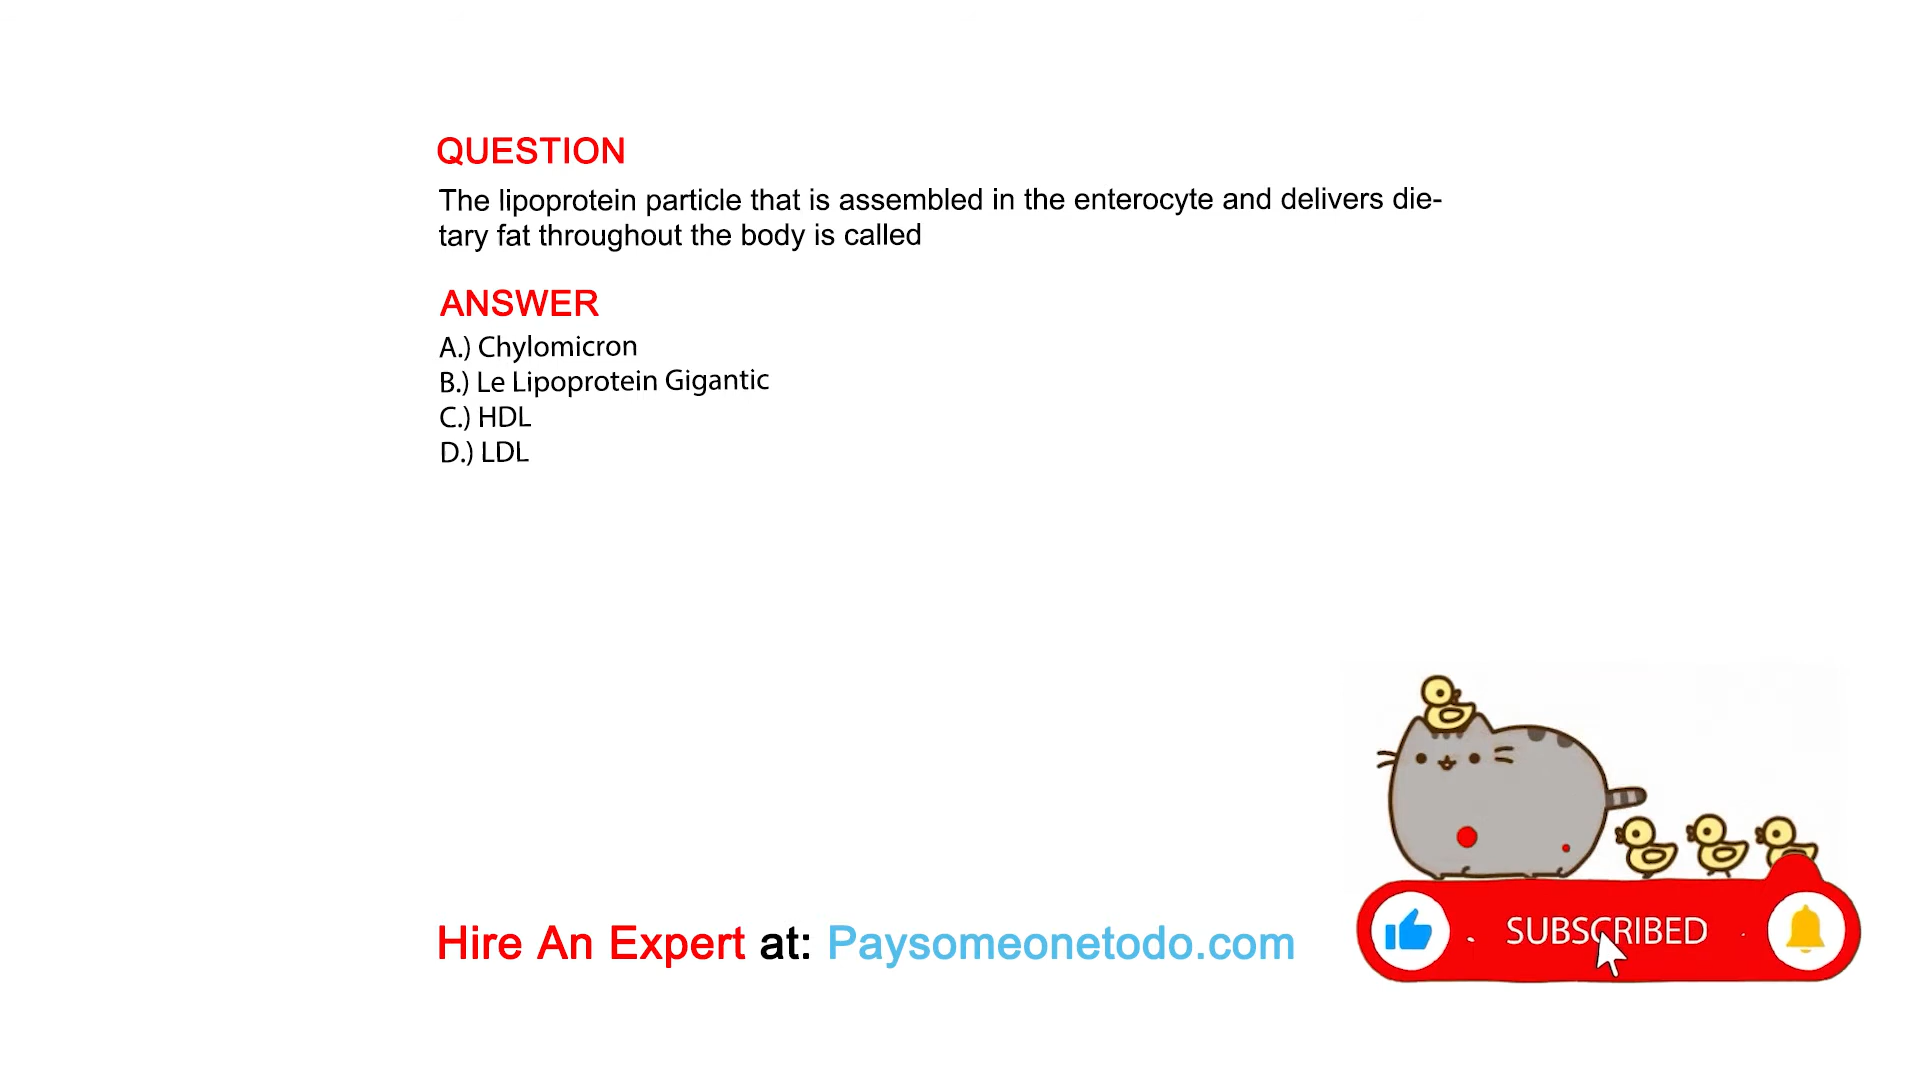 QUESTION
The lipoprotein particle that is assembled in the enterocyte and delivers die-
tary fat throughout the body is called
ANSWER
A.) Chylomicron
B.) Le Lipoprotein Gigantic
C.) HDL
D.) LDL
Hire An Expert at: Paysomeonetodo.com
SUBSCRIBED